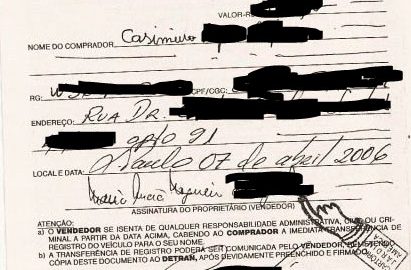 VALOR-R$
NOME DO COMPRADOR Casimiro
RG: CPF/CGC:
ENDEREÇO: RUA DR.
apto 91
LOCAL E DATA: Paulo 07 de abril 2006
ASSINATURA DO PROPRIETÁRIO (VENDEDOR)
ATENÇÃO:
a) O VENDEDOR SE ISENTA DE QUALQUER RESPONSABILIDADE ADMINISTRATIVA, CIVIL OU CRI-
MINAL A PARTIR DA DATA ACIMA, CABENDO AO COMPRADOR A IMEDIATA TRANSFERÊNCIA DE
REGISTRO DO VEÍCULO PARA O SEU NOME.
b) A TRANSFERÊNCIA DE REGISTRO PODERÁ SER COMUNICADA PELO VENDEDOR, REMETENDO
CÓPIA DESTE DOCUMENTO AO DETRAN, APÓS DEVIDAMENTE PREENCHIDO E FIRMADO